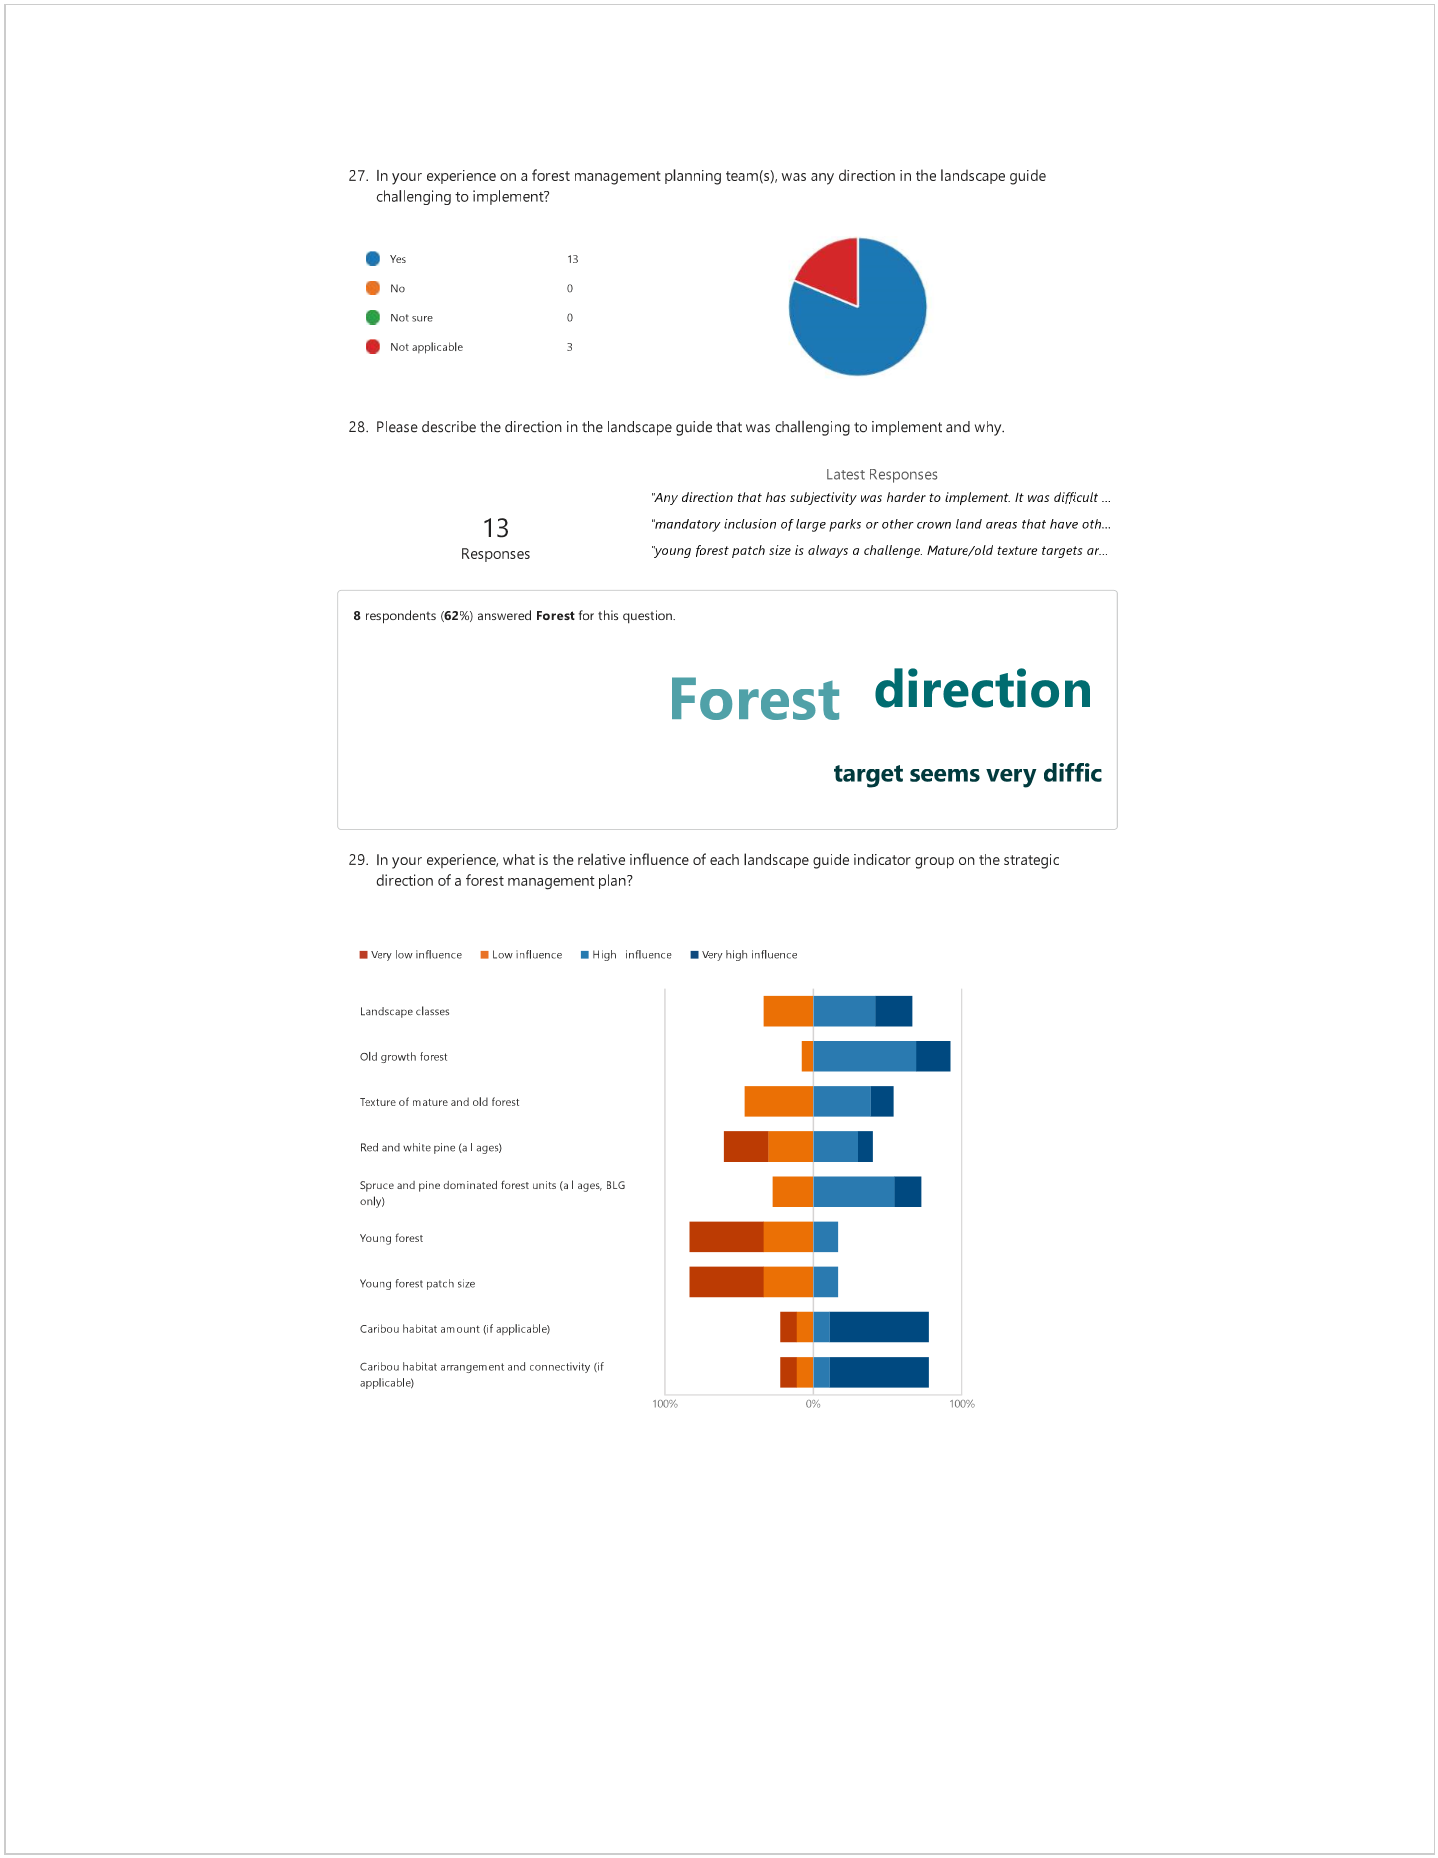 27. In your experience on a forest management planning team(s), was any direction in the landscape guide
challenging to implement?
Yes 13
No 0
Not sure 0
Not applicable 3
28. Please describe the direction in the landscape guide that was challenging to implement and why.
Latest Responses
"Any direction that has subjectivity was harder to implement. It was difficult ...
"mandatory inclusion of large parks or other crown land areas that have oth...
"young forest patch size is always a challenge. Mature/old texture targets ar...
13
Responses
8 respondents (62%) answered Forest for this question.
Forest direction
target seems very diffic
29. In your experience, what is the relative influence of each landscape guide indicator group on the strategic
direction of a forest management plan?
Very low influence Low influence High influence Very high influence
Landscape classes
Old growth forest
Texture of mature and old forest
Red and white pine (a l ages)
Spruce and pine dominated forest units (a l ages, BLG
only)
Young forest
Young forest patch size
Caribou habitat amount (if applicable)
Caribou habitat arrangement and connectivity (if
applicable)
100% 0% 100%